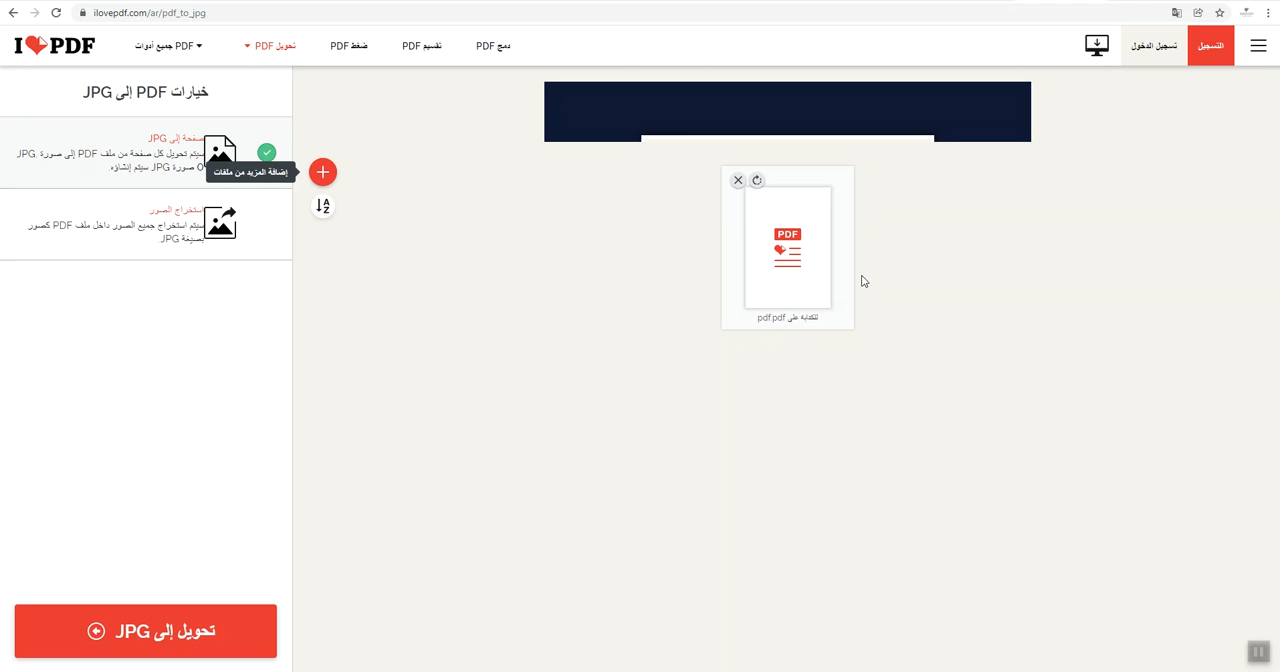 ilovepdf.com/ar/pdf_to_jpg
I PDF
PDF جميع أدوات
تحويل PDF
ضغط PDF
تقسيم PDF
دمج PDF
تسجيل الدخول
التسجيل
خيارات PDF إلى JPG
صفحة إلى JPG
سيتم تحويل كل صفحة من ملف PDF إلى صورة JPG.
0 صورة JPG سيتم إنشاؤه.
إضافة المزيد من ملفات
استخراج الصور
سيتم استخراج جميع الصور داخل ملف PDF كصور
بصيغة JPG.
PDF
للكتابة على pdf.pdf
تحويل إلى JPG